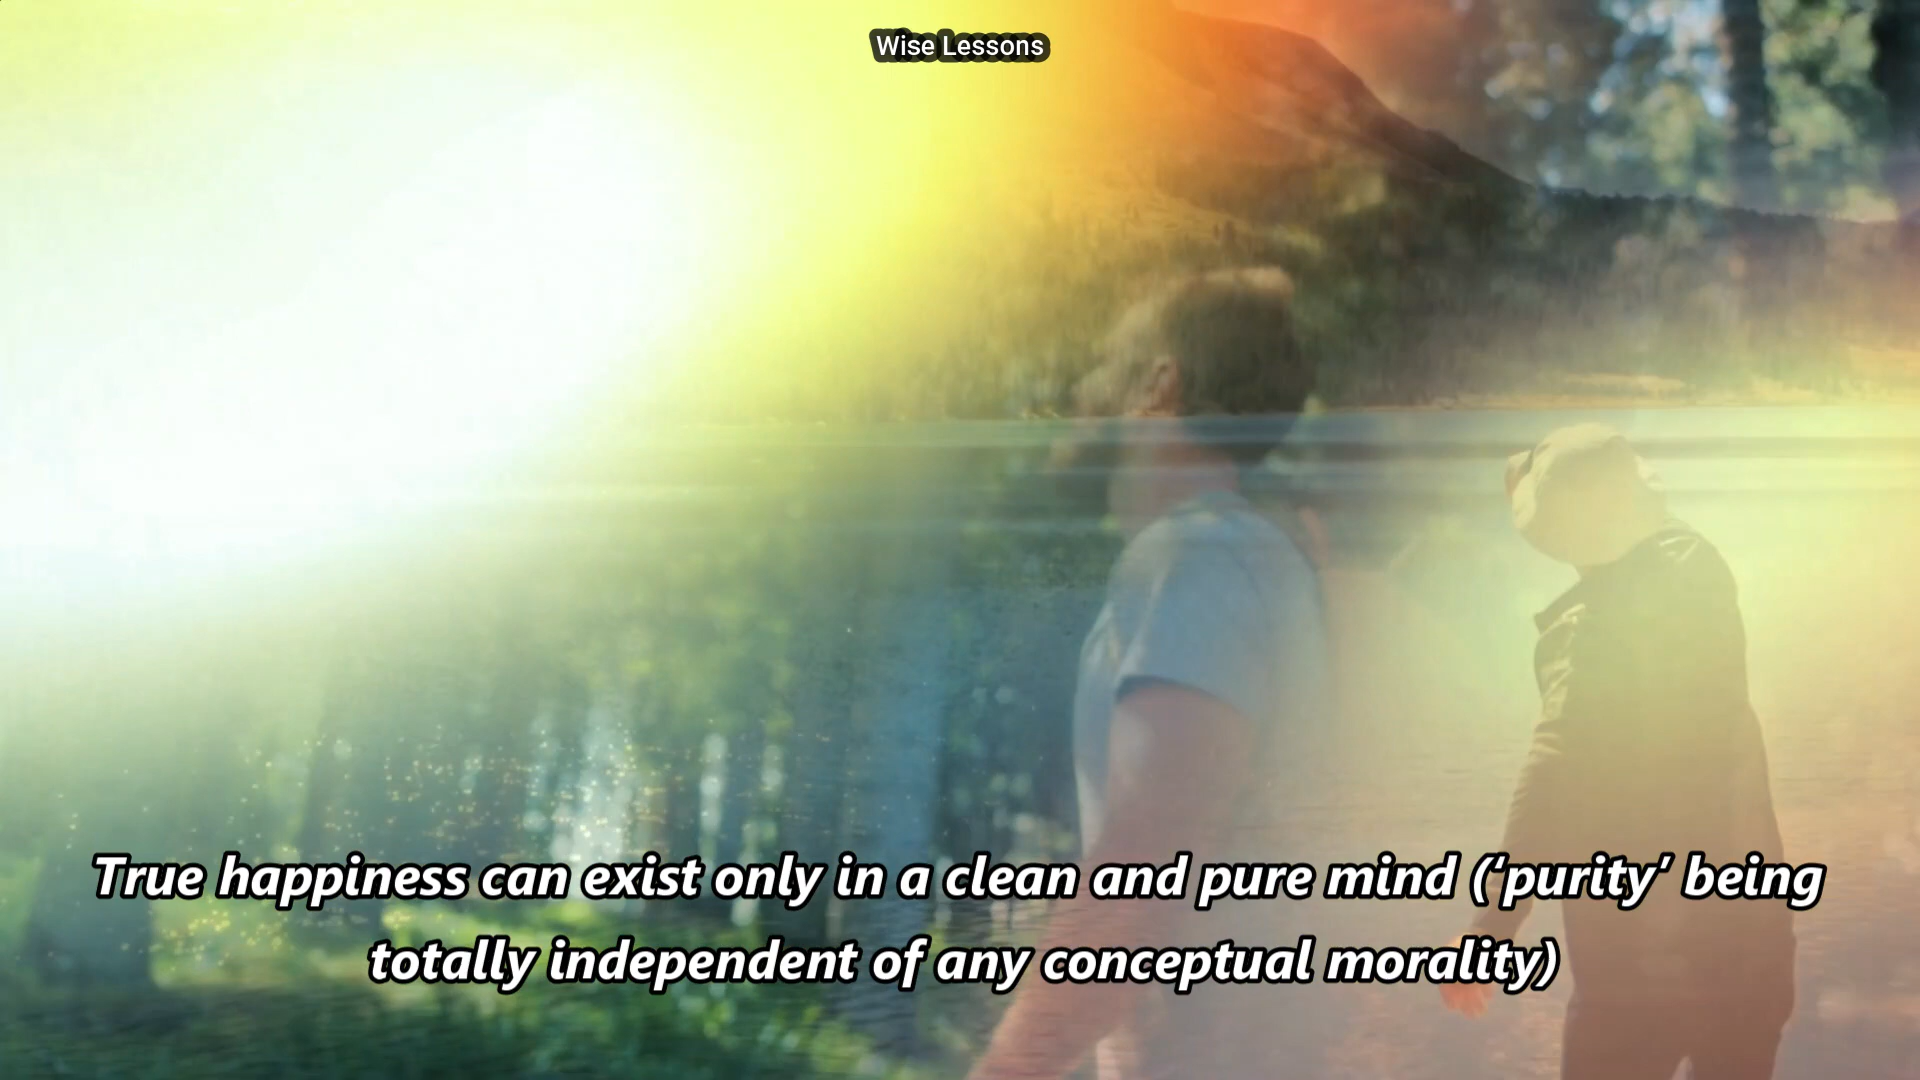 Wise Lessons
True happiness can exist only in a clean and pure mind (‘purity’ being
totally independent of any conceptual morality)